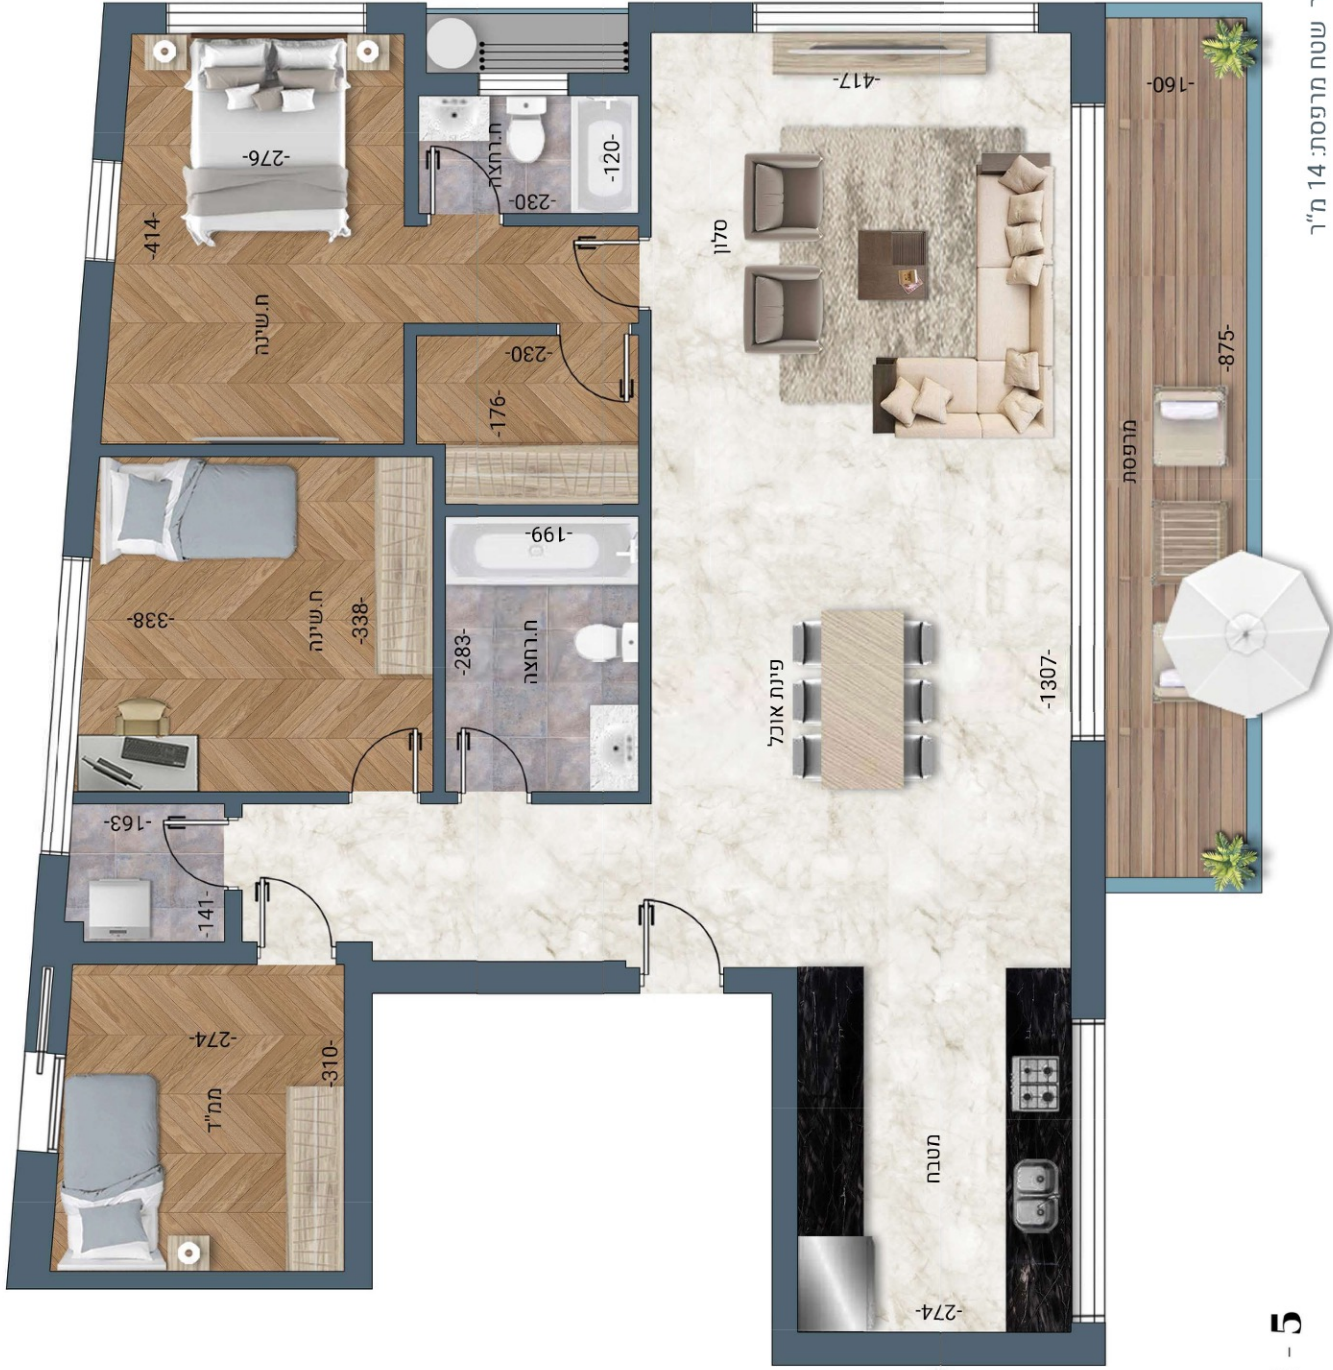 שטח מרפסת: 14 מ"ר
-160-
-417-
-276-
ח.רחצה
-120-
-230-
-414-
סלון
ח.שינה
-230-
-176-
-875-
מרפסת
-199-
-338-
ח.שינה
-338-
-283-
ח.רחצה
פינת אוכל
-1307-
-163-
-141-
-274-
-310-
ממ"ד
מטבח
-274-
- 5